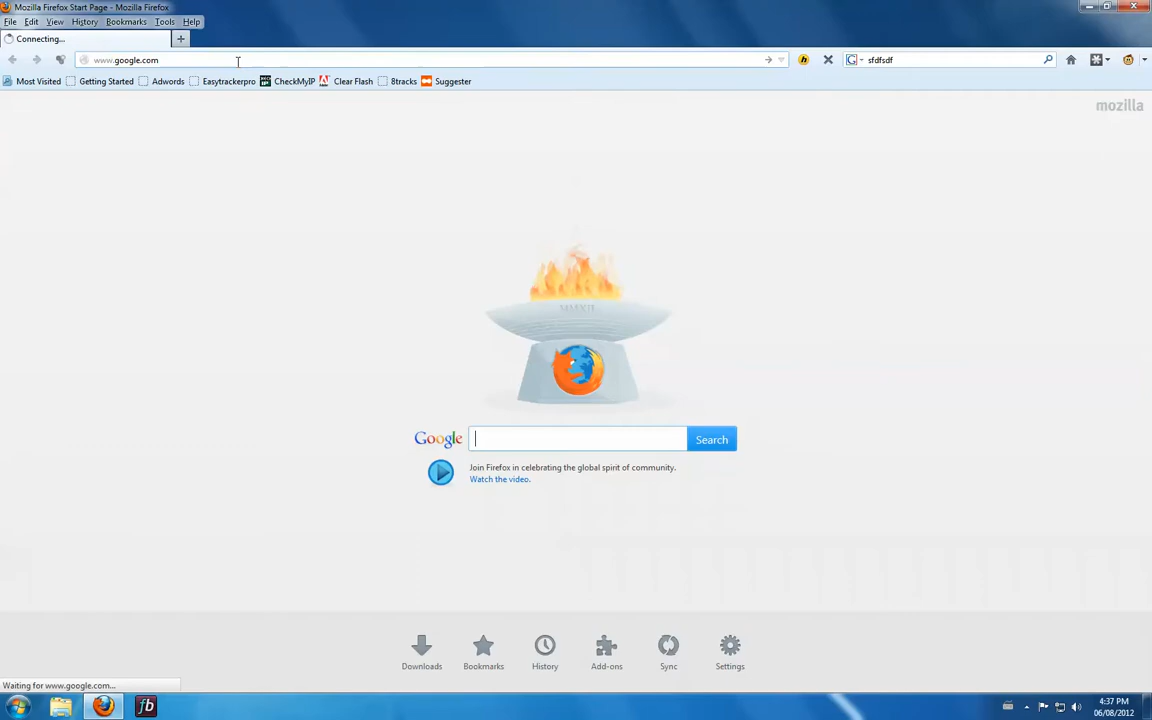 Mozilla Firefox Start Page - Mozilla Firefox
File Edit View History Bookmarks Tools Help
Connecting...
www.google.com
sfdfsdf
Most Visited Getting Started Adwords Easytrackerpro CheckMyIP Clear Flash 8tracks Suggester
mozilla
Google Search
Join Firefox in celebrating the global spirit of community.
Watch the video.
Downloads Bookmarks History Add-ons Sync Settings
Waiting for www.google.com...
fb
4:37 PM
06/08/2012